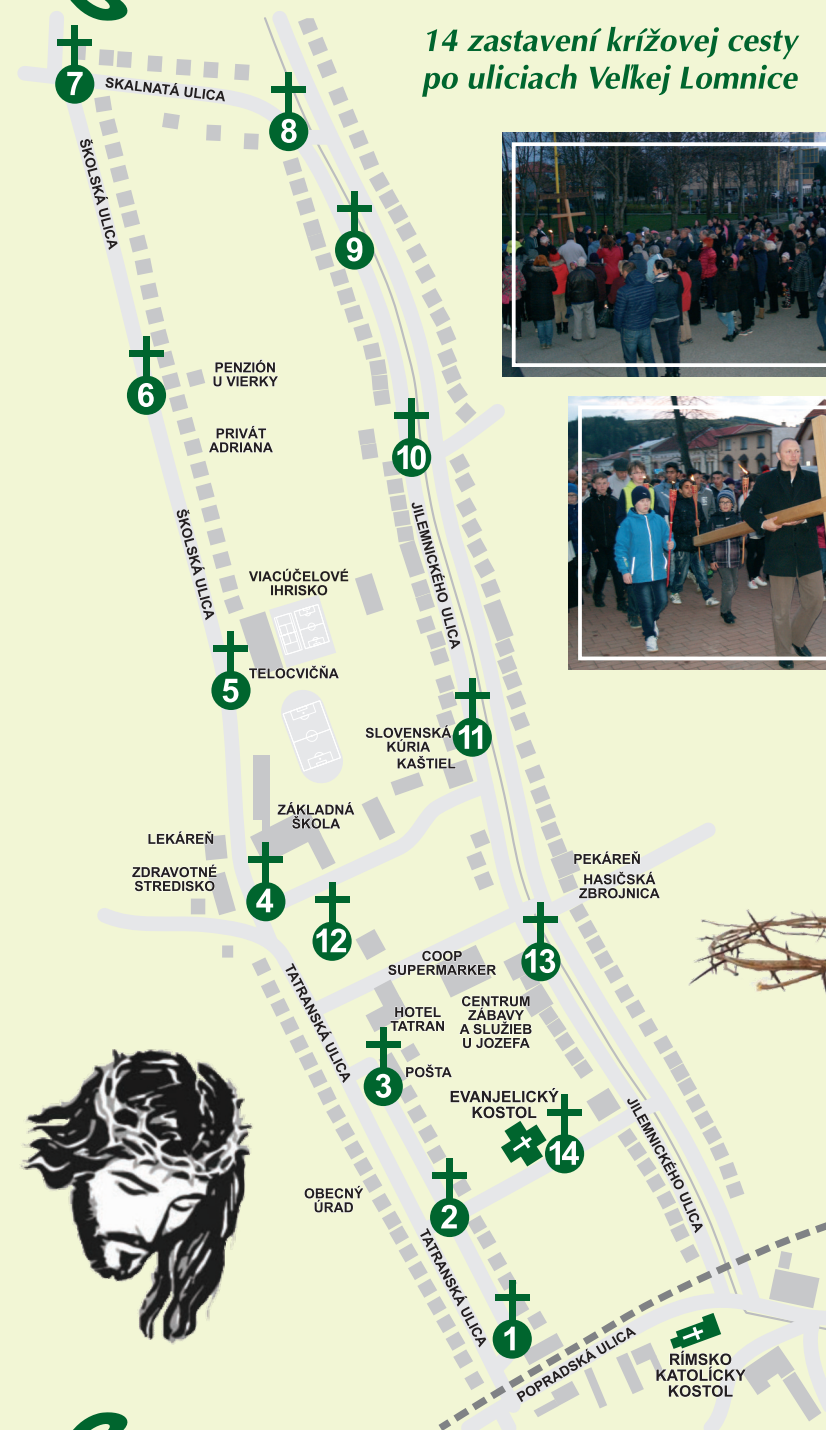 14 zastavení krížovej cesty
po uliciach Veľkej Lomnice
7
SKALNATÁ ULICA
8
ŠKOLSKÁ ULICA
9
6
PENZIÓN
U VIERKY
PRIVÁT
ADRIANA
10
ŠKOLSKÁ ULICA
JILEMNICKÉHO ULICA
VIACÚČELOVÉ
IHRISKO
5
TELOCVIČŇA
SLOVENSKÁ
KÚRIA
11
KAŠTIEL
ZÁKLADNÁ
ŠKOLA
LEKÁREŇ
ZDRAVOTNÉ
STREDISKO
4
PEKÁREŇ
HASIČSKÁ
ZBROJNICA
12
COOP
SUPERMARKER
13
TATRANSKÁ ULICA
HOTEL
TATRAN
CENTRUM
ZÁBAVY
A SLUŽIEB
U JOZEFA
3
POŠTA
EVANJELICKÝ
KOSTOL
14
JILEMNICKÉHO ULICA
OBECNÝ
ÚRAD
2
TATRANSKÁ ULICA
1
POPRADSKÁ ULICA
RÍMSKO
KATOLÍCKY
KOSTOL